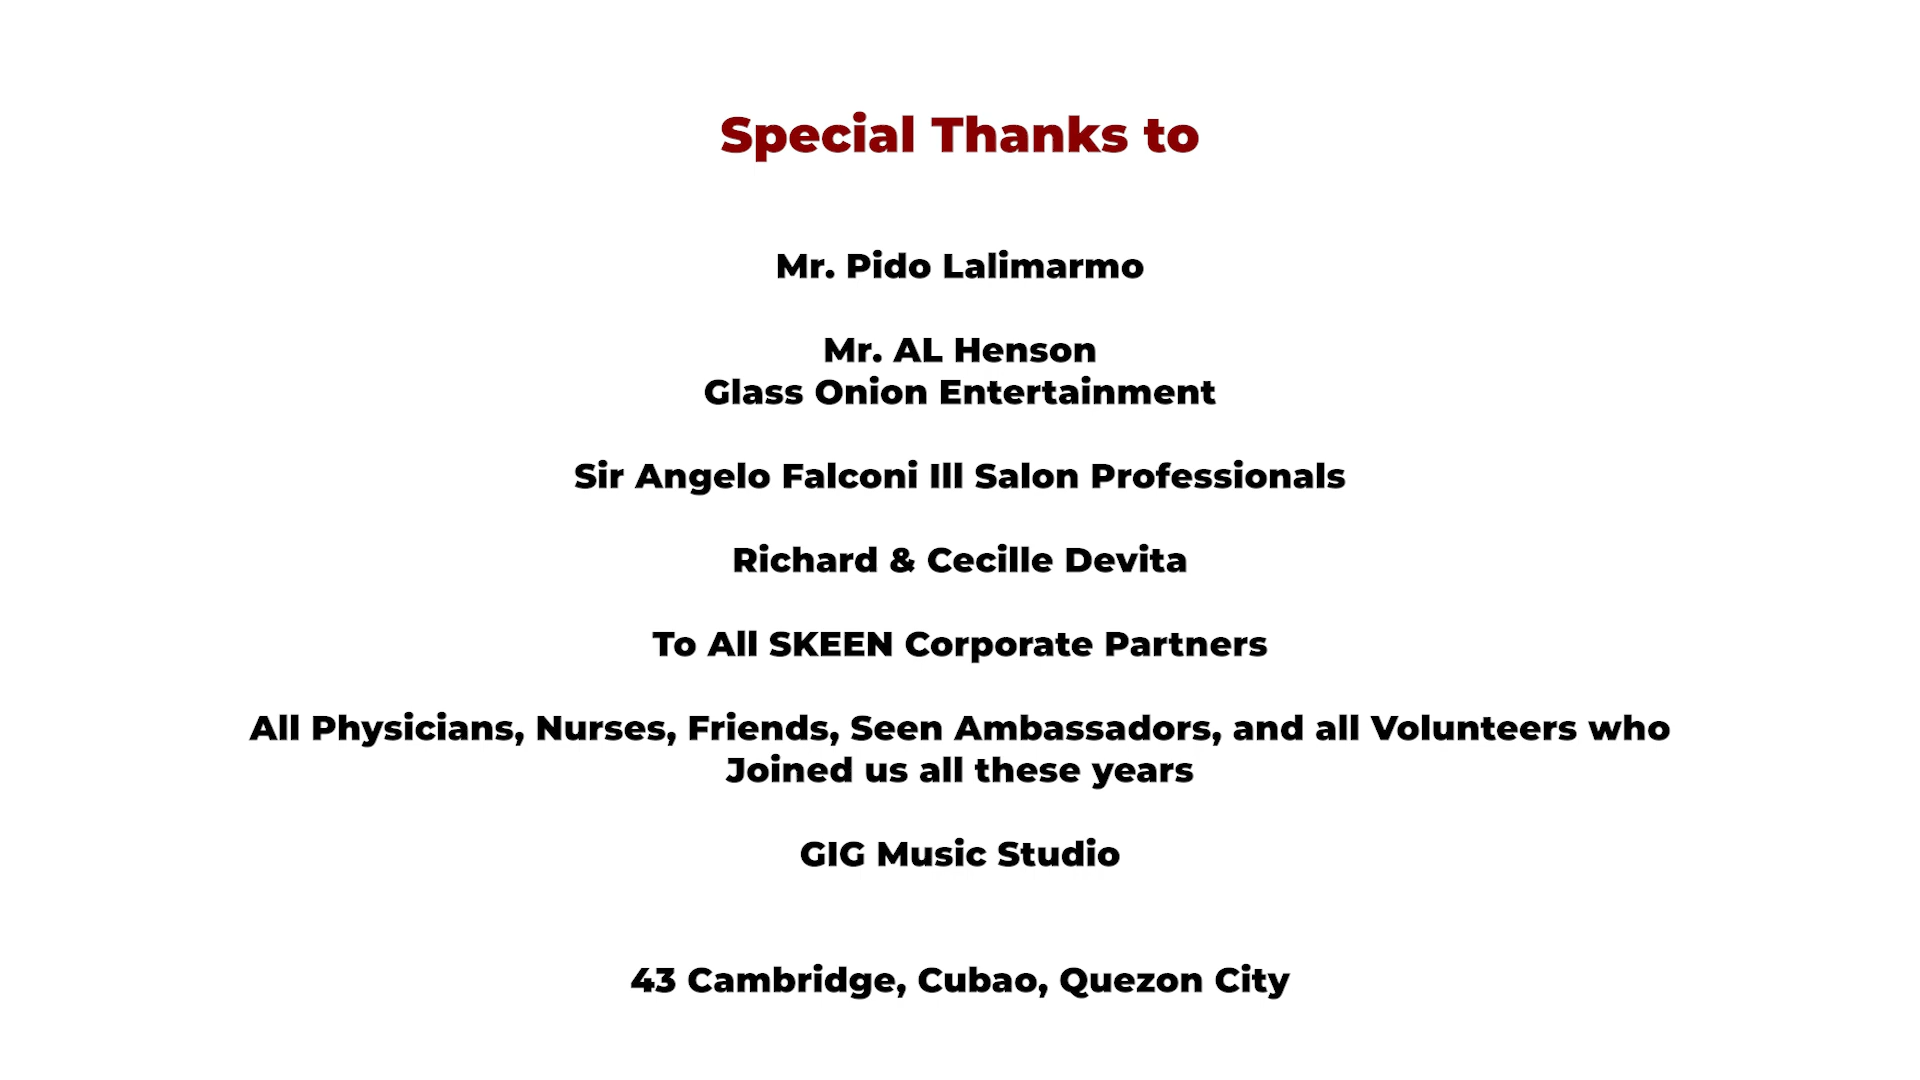 Special Thanks to
Mr. Pido Lalimarmo
Mr. AL Henson
Glass Onion Entertainment
Sir Angelo Falconi Ill Salon Professionals
Richard & Cecille Devita
To All SKEEN Corporate Partners
All Physicians, Nurses, Friends, Seen Ambassadors, and all Volunteers who
Joined us all these years
GIG Music Studio
43 Cambridge, Cubao, Quezon City